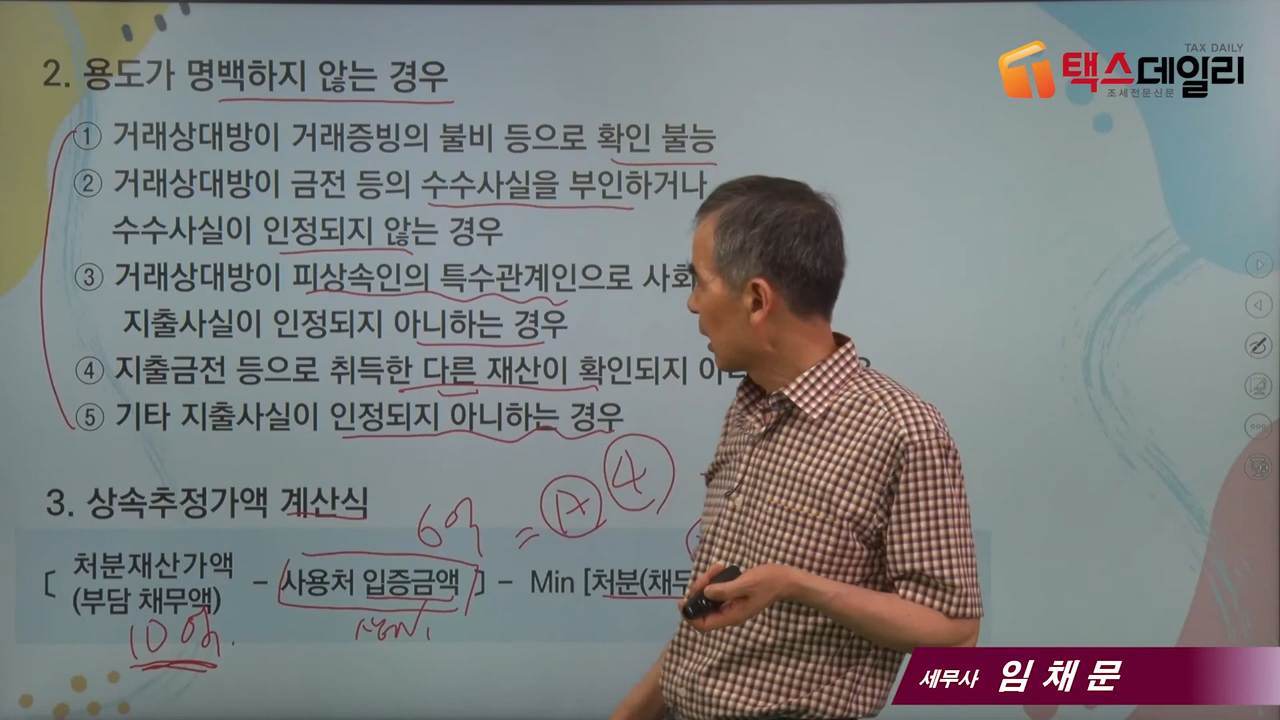 TAX DAILY
택스데일리
조세전문신문
2. 용도가 명백하지 않는 경우
① 거래상대방이 거래증빙의 불비 등으로 확인 불능
② 거래상대방이 금전 등의 수수사실을 부인하거나
수수사실이 인정되지 않는 경우
③ 거래상대방이 피상속인의 특수관계인으로 사회
지출사실이 인정되지 아니하는 경우
④ 지출금전 등으로 취득한 다른 재산이 확인되지
⑤ 기타 지출사실이 인정되지 아니하는 경우
3. 상속추정가액 계산식
6억 = A 4
[ 처분재산가액 - 사용처 입증금액 ] - Min [처분(채무
(부담 채무액)
10억
세무사 임채문